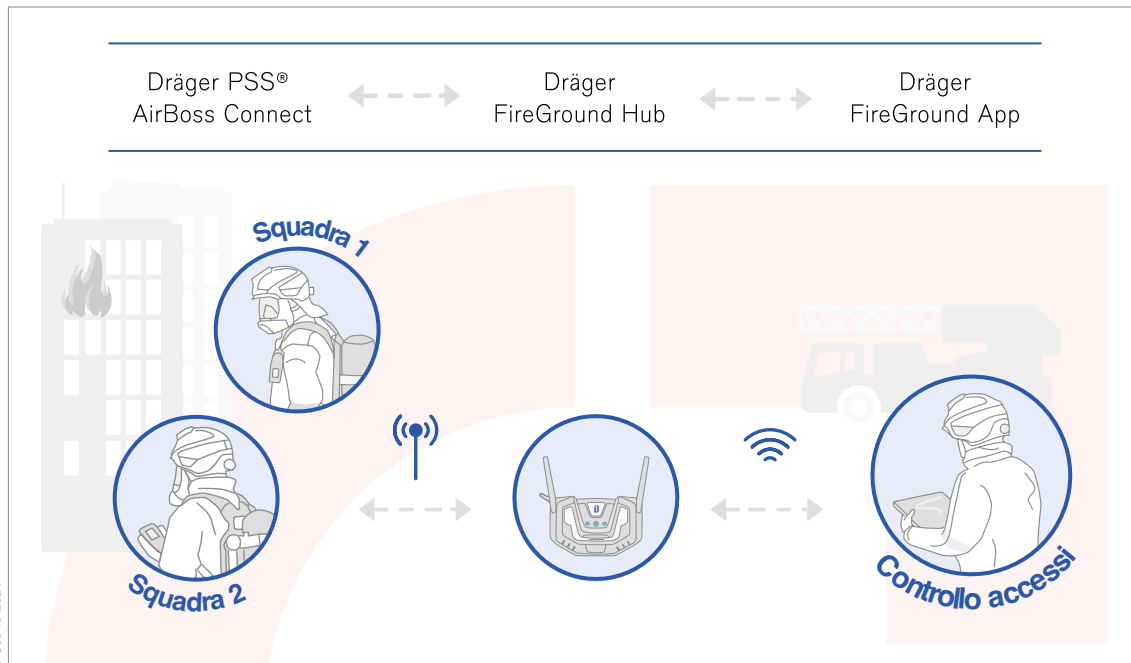 Dräger PSS®
AirBoss Connect
Dräger
FireGround Hub
Dräger
FireGround App
Squadra 1
Squadra 2
Controllo accessi